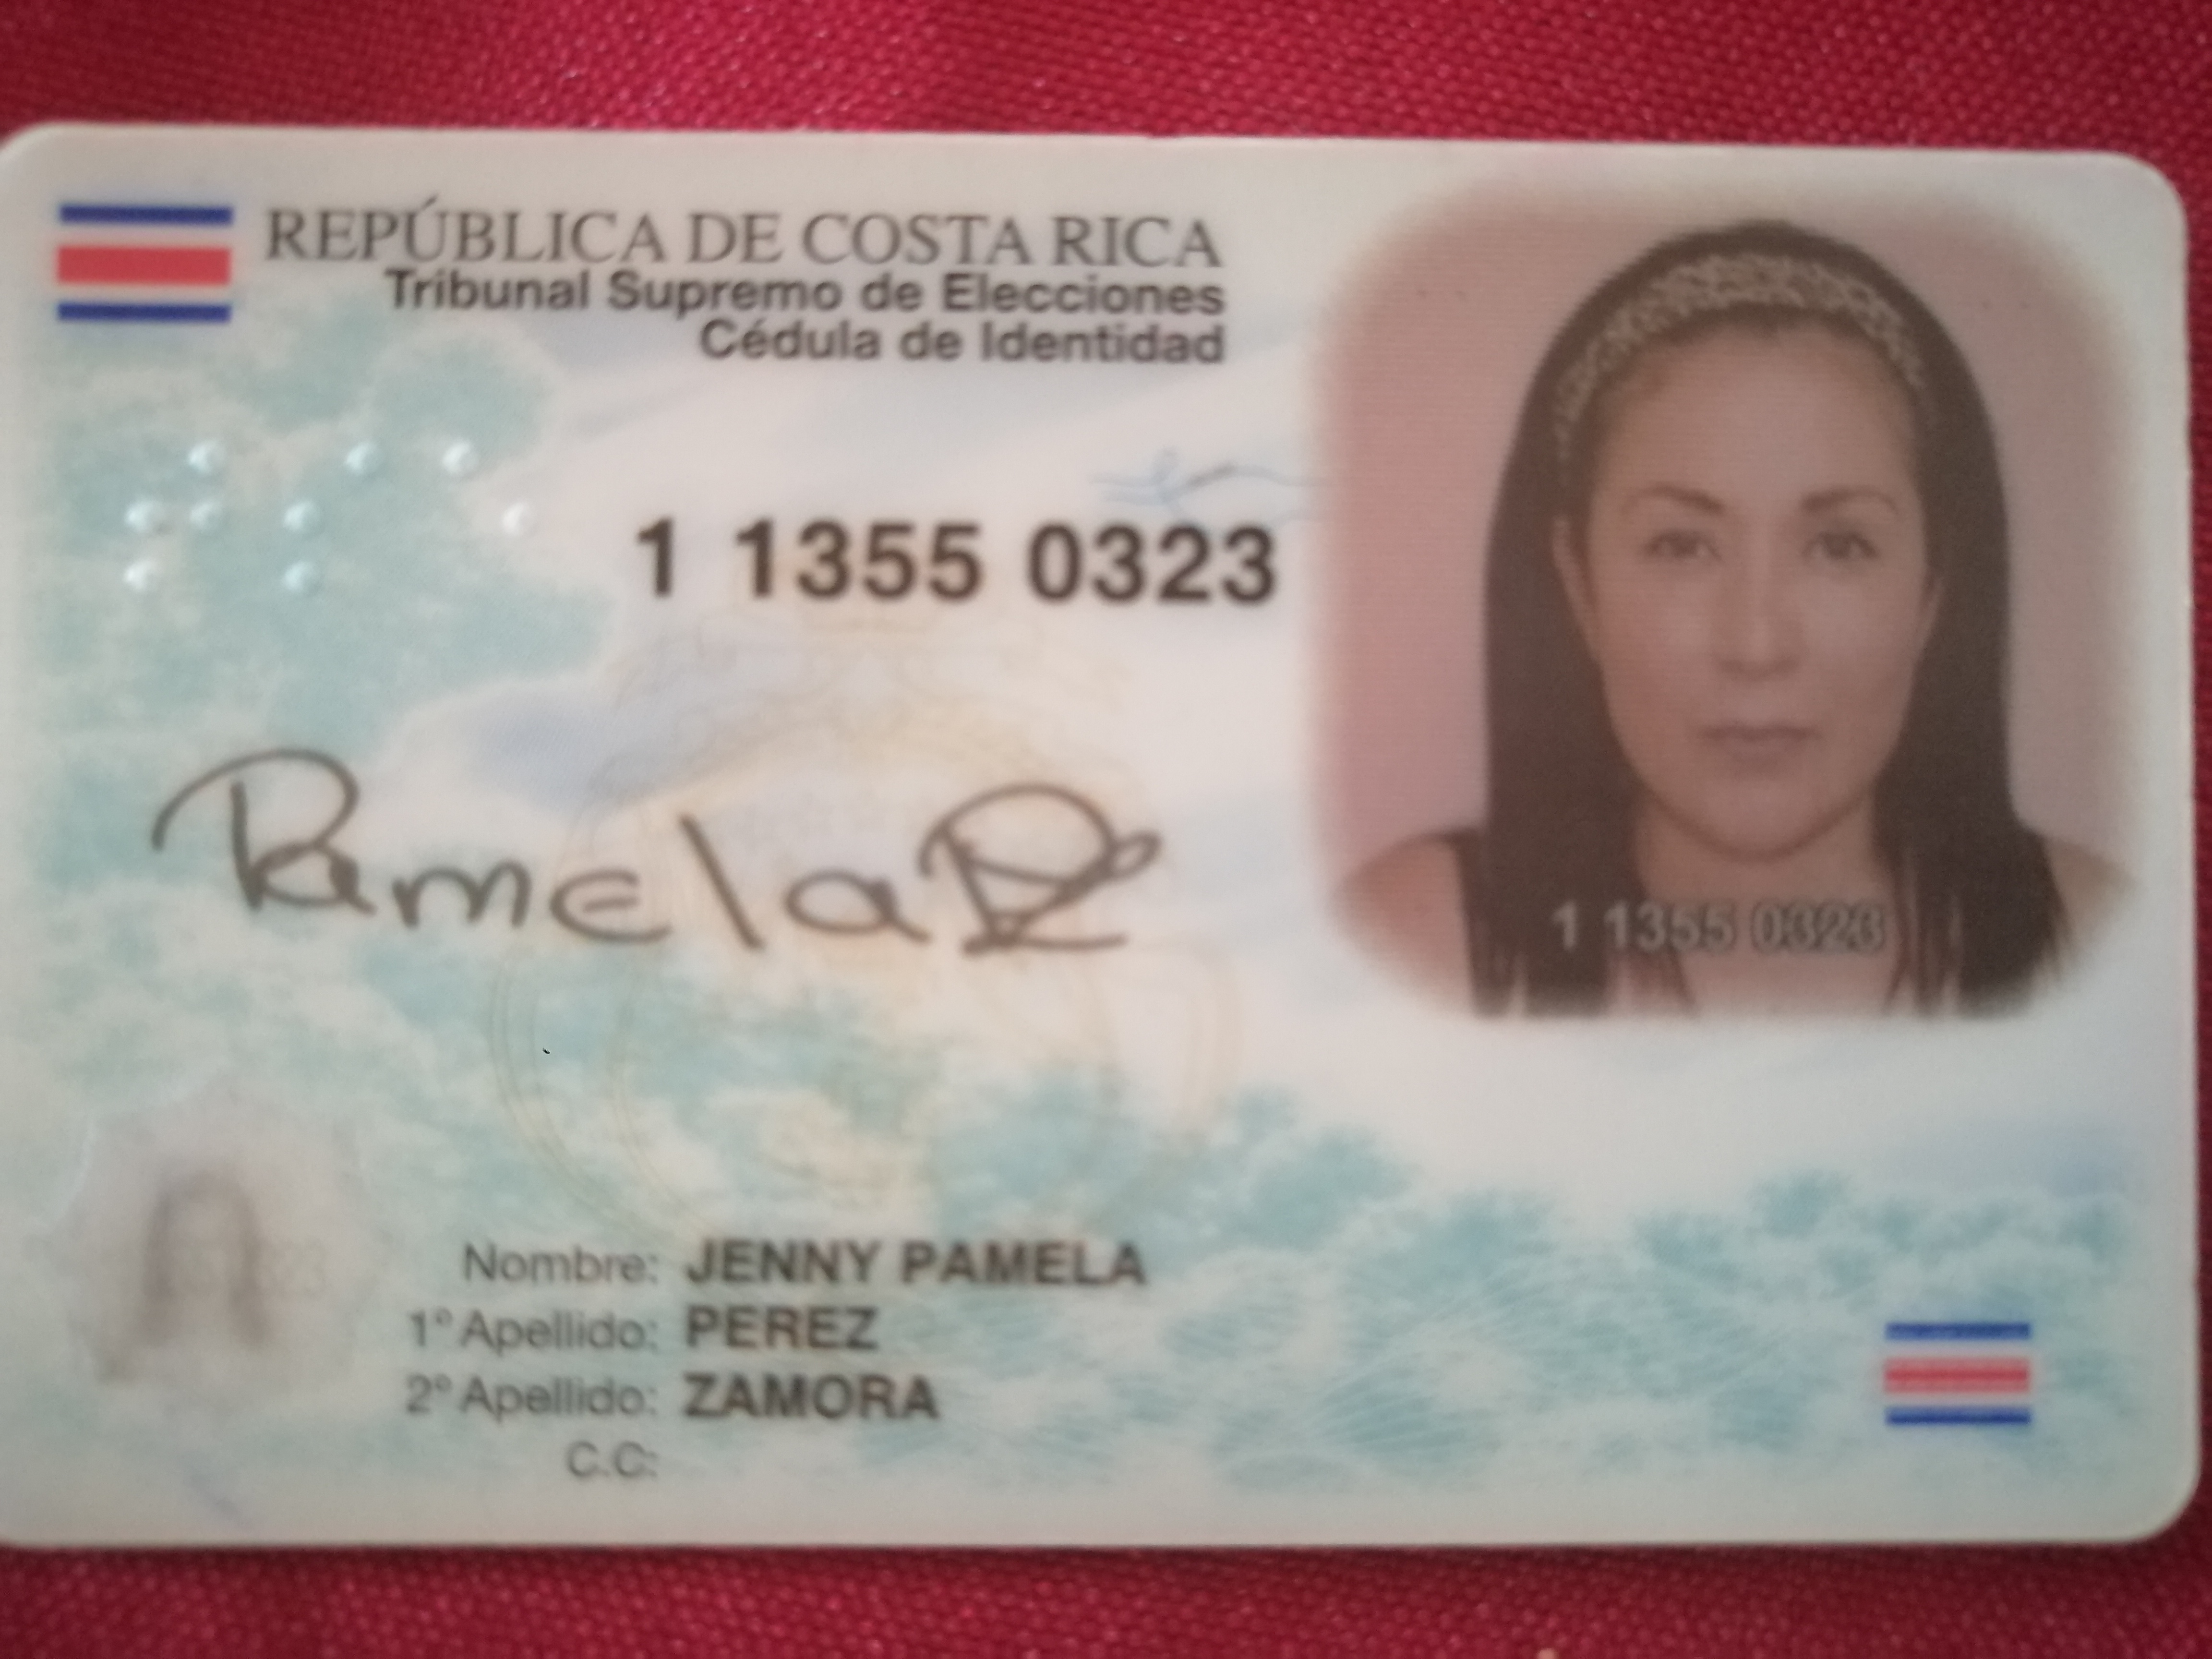 REPÚBLICA DE COSTA RICA
Tribunal Supremo de Elecciones
Cédula de Identidad
1 1355 0323
1 1355 0323
Nombre: JENNY PAMELA
1° Apellido: PEREZ
2° Apellido: ZAMORA
C.C: